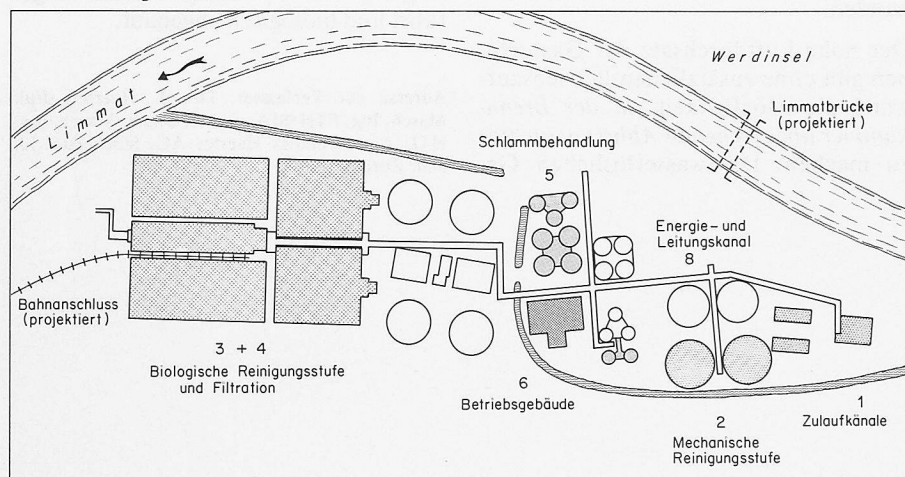 Werdinsel
Limmat
Limmatbrücke
(projektiert)
Schlammbehandlung
5
Energie- und
Leitungskanal
8
Bahnanschluss
(projektiert)
3 + 4
Biologische Reinigungsstufe
und Filtration
6
Betriebsgebäude
2
Mechanische
Reinigungsstufe
1
Zulaufkänale